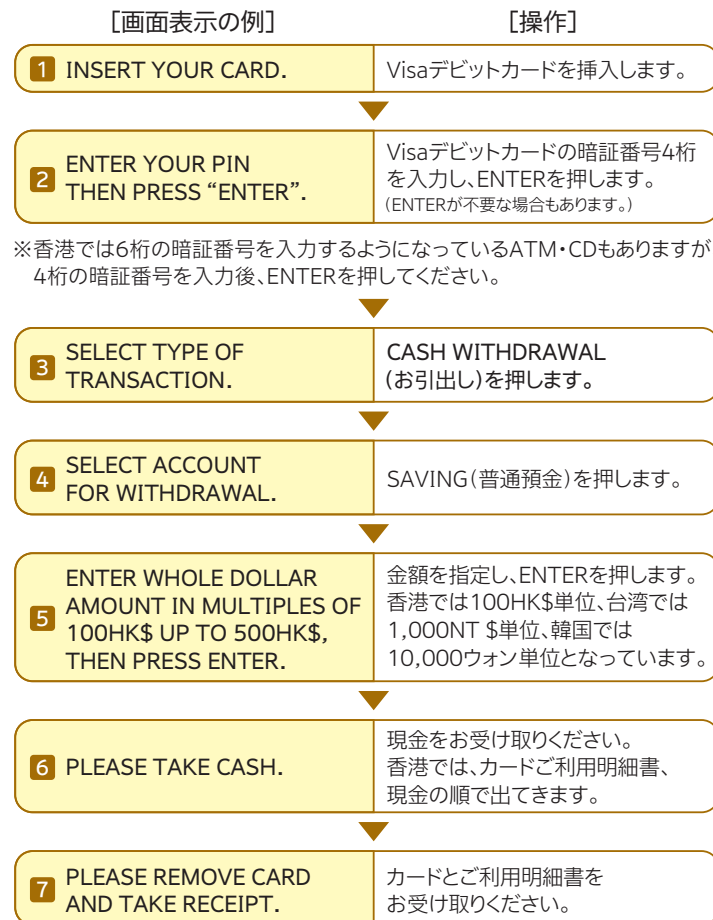 ［画面表示の例］
［操作］
1 INSERT YOUR CARD.
Visaデビットカードを挿入します。
2 ENTER YOUR PIN
THEN PRESS “ENTER”.
Visaデビットカードの暗証番号4桁
を入力し、ENTERを押します。
（ENTERが不要な場合もあります。）
※香港では6桁の暗証番号を入力するようになっているATM・CDもありますが
4桁の暗証番号を入力後、ENTERを押してください。
3 SELECT TYPE OF
TRANSACTION.
CASH WITHDRAWAL
（お引出し）を押します。
4 SELECT ACCOUNT
FOR WITHDRAWAL.
SAVING（普通預金）を押します。
5 ENTER WHOLE DOLLAR
AMOUNT IN MULTIPLES OF
100HK$ UP TO 500HK$,
THEN PRESS ENTER.
金額を指定し、ENTERを押します。
香港では100HK$単位、台湾では
1,000NT $単位、韓国では
10,000ウォン単位となっています。
6 PLEASE TAKE CASH.
現金をお受け取りください。
香港では、カードご利用明細書、
現金の順で出てきます。
7 PLEASE REMOVE CARD
AND TAKE RECEIPT.
カードとご利用明細書を
お受け取りください。